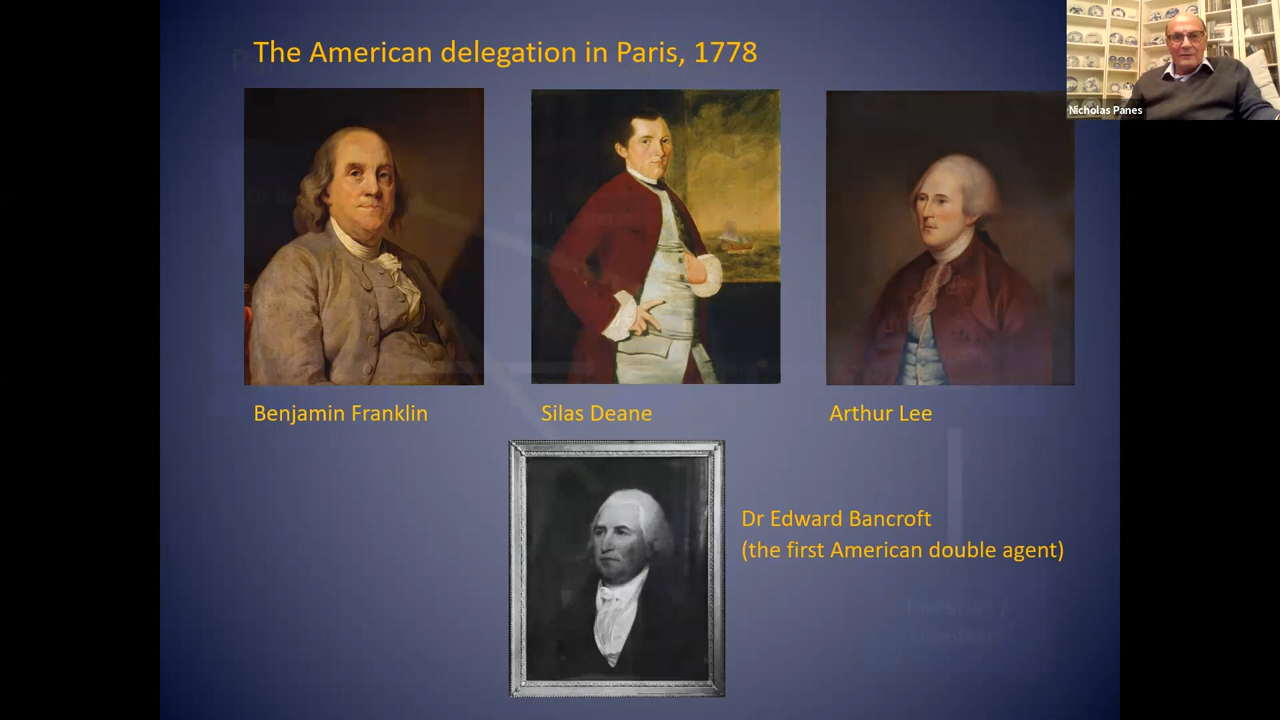 The American delegation in Paris, 1778
Nicholas Panes
Benjamin Franklin
Silas Deane
Arthur Lee
Dr Edward Bancroft
(the first American double agent)